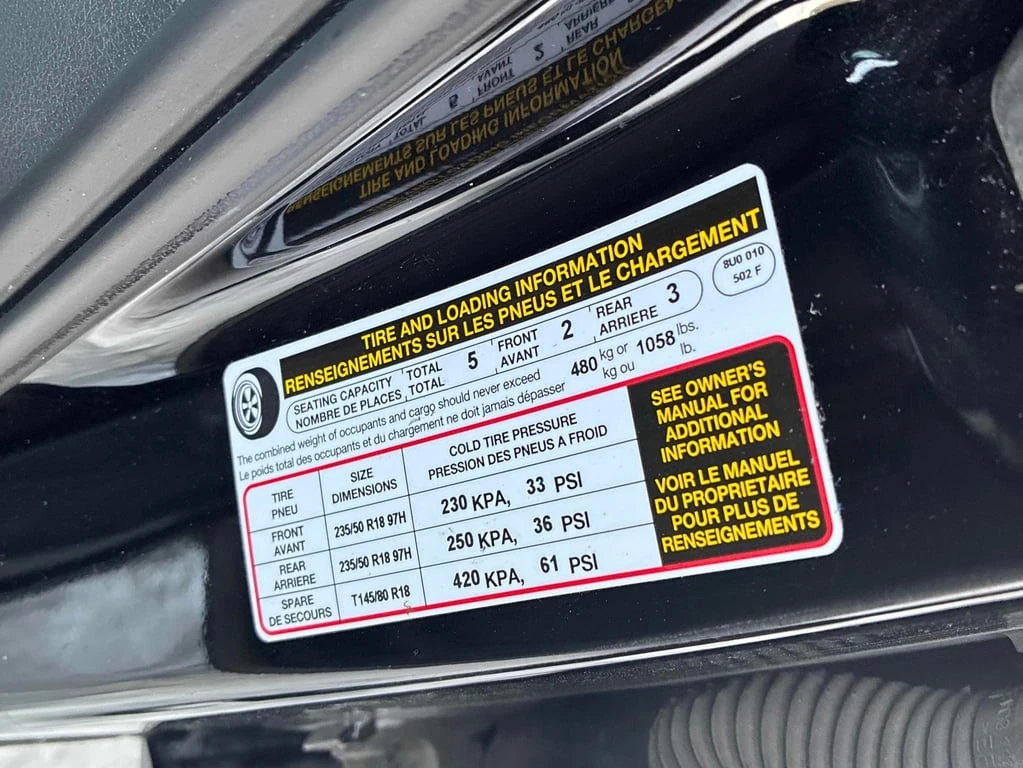 TIRE AND LOADING INFORMATION
RENSEIGNEMENTS SUR LES PNEUS ET LE CHARGEMENT
SEATING CAPACITY TOTAL 5 FRONT 2 REAR 3
NOMBRE DE PLACES TOTAL AVANT ARRIERE
8U0 010
502 F
The combined weight of occupants and cargo should never exceed 480 kg or 1058 lbs.
Le poids total des occupants et du chargement ne doit jamais dépasser kg ou lb.
TIRE SIZE COLD TIRE PRESSURE
PNEU DIMENSIONS PRESSION DES PNEUS A FROID
FRONT 235/50 R18 97H 230 KPA, 33 PSI
AVANT
REAR 235/50 R18 97H 250 KPA, 36 PSI
ARRIERE
SPARE T145/80 R18 420 KPA, 61 PSI
DE SECOURS
SEE OWNER'S
MANUAL FOR
ADDITIONAL
INFORMATION
VOIR LE MANUEL
DU PROPRIETAIRE
POUR PLUS DE
RENSEIGNEMENTS